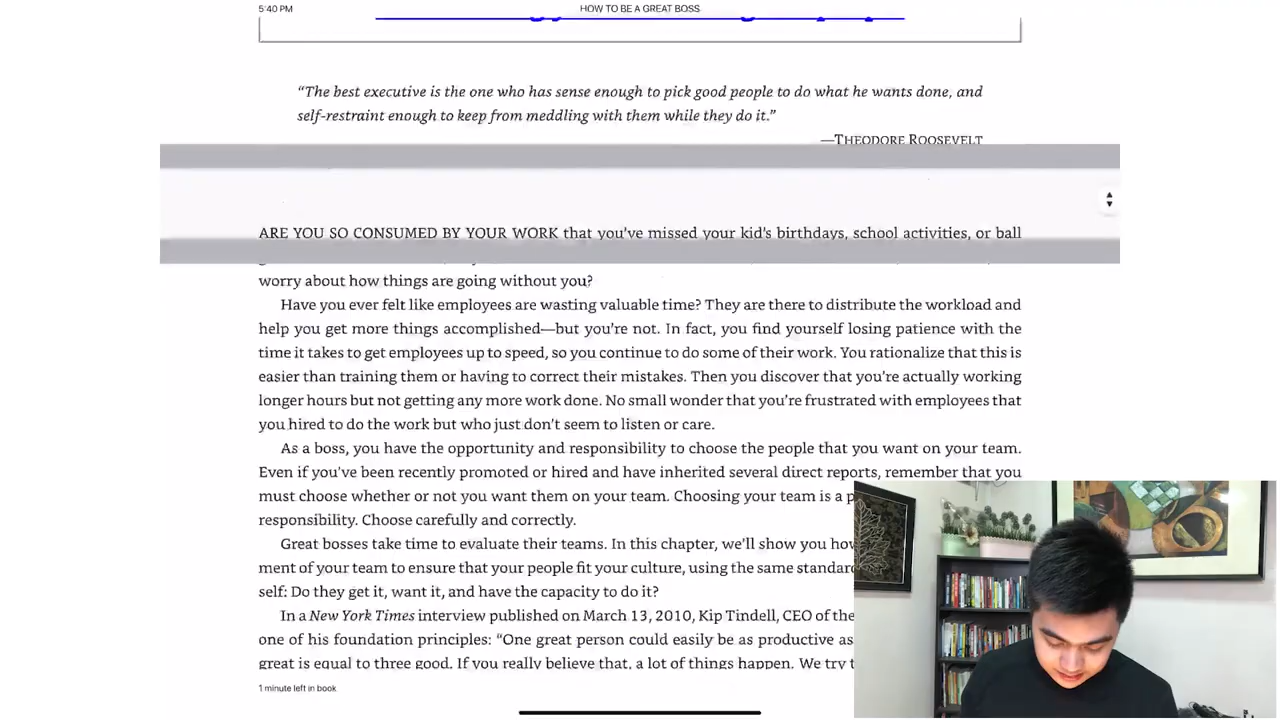 5:40 PM
HOW TO BE A GREAT BOSS
“The best executive is the one who has sense enough to pick good people to do what he wants done, and
self-restraint enough to keep from meddling with them while they do it.”
—THEODORE ROOSEVELT
ARE YOU SO CONSUMED BY YOUR WORK that you’ve missed your kid’s birthdays, school activities, or ball
worry about how things are going without you?
Have you ever felt like employees are wasting valuable time? They are there to distribute the workload and
help you get more things accomplished—but you’re not. In fact, you find yourself losing patience with the
time it takes to get employees up to speed, so you continue to do some of their work. You rationalize that this is
easier than training them or having to correct their mistakes. Then you discover that you’re actually working
longer hours but not getting any more work done. No small wonder that you’re frustrated with employees that
you hired to do the work but who just don’t seem to listen or care.
As a boss, you have the opportunity and responsibility to choose the people that you want on your team.
Even if you’ve been recently promoted or hired and have inherited several direct reports, remember that you
must choose whether or not you want them on your team. Choosing your team is a
responsibility. Choose carefully and correctly.
Great bosses take time to evaluate their teams. In this chapter, we’ll show you
ment of your team to ensure that your people fit your culture, using the same
self: Do they get it, want it, and have the capacity to do it?
In a New York Times interview published on March 13, 2010, Kip Tindell, CEO of the
one of his foundation principles: “One great person could easily be as productive as
great is equal to three good. If you really believe that, a lot of things happen. We try
1 minute left in book